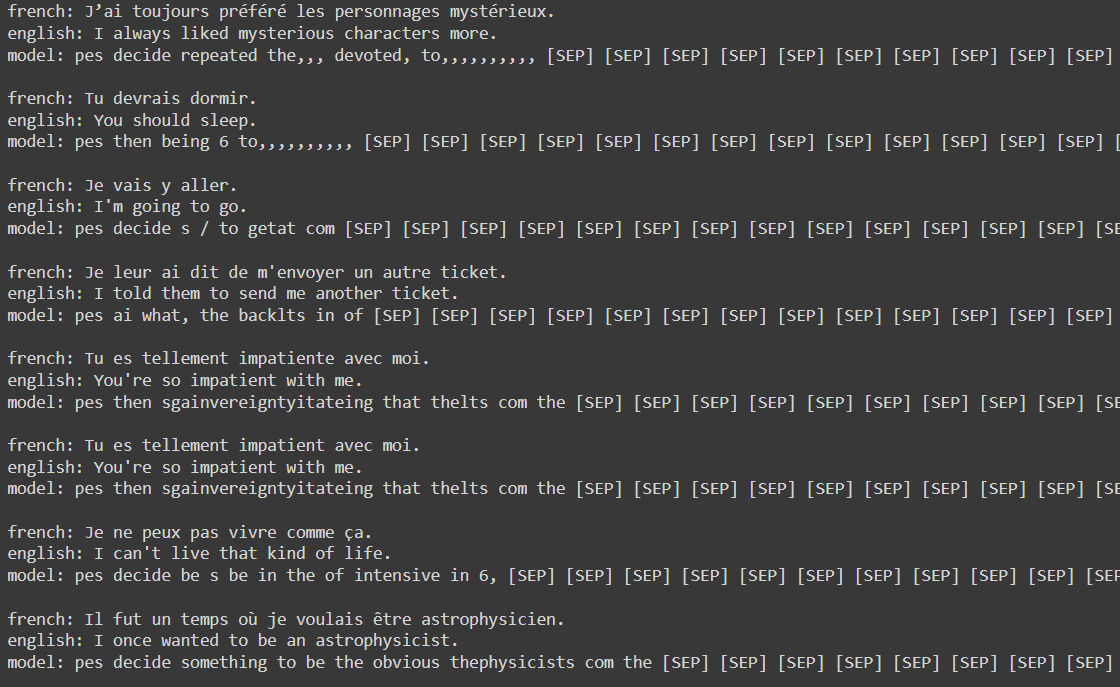 french: J’ai toujours préféré les personnages mystérieux.
english: I always liked mysterious characters more.
model: pes decide repeated the,,, devoted, to,,,,,,,,,, [SEP] [SEP] [SEP] [SEP] [SEP] [SEP] [SEP] [SEP] [SEP] [SEP]
french: Tu devrais dormir.
english: You should sleep.
model: pes then being 6 to,,,,,,,,,, [SEP] [SEP] [SEP] [SEP] [SEP] [SEP] [SEP] [SEP] [SEP] [SEP] [SEP] [SEP] [SEP] [
french: Je vais y aller.
english: I'm going to go.
model: pes decide s / to getat com [SEP] [SEP] [SEP] [SEP] [SEP] [SEP] [SEP] [SEP] [SEP] [SEP] [SEP] [SEP] [SEP] [SE
french: Je leur ai dit de m'envoyer un autre ticket.
english: I told them to send me another ticket.
model: pes ai what, the backlts in of [SEP] [SEP] [SEP] [SEP] [SEP] [SEP] [SEP] [SEP] [SEP] [SEP] [SEP] [SEP] [SEP]
french: Tu es tellement impatiente avec moi.
english: You're so impatient with me.
model: pes then sgainvereigntyitateing that thelts com the [SEP] [SEP] [SEP] [SEP] [SEP] [SEP] [SEP] [SEP] [SEP] [SE
french: Tu es tellement impatient avec moi.
english: You're so impatient with me.
model: pes then sgainvereigntyitateing that thelts com the [SEP] [SEP] [SEP] [SEP] [SEP] [SEP] [SEP] [SEP] [SEP] [SE
french: Je ne peux pas vivre comme ça.
english: I can't live that kind of life.
model: pes decide be s be in the of intensive in 6, [SEP] [SEP] [SEP] [SEP] [SEP] [SEP] [SEP] [SEP] [SEP] [SEP] [SEP
french: Il fut un temps où je voulais être astrophysicien.
english: I once wanted to be an astrophysicist.
model: pes decide something to be the obvious thephysicists com the [SEP] [SEP] [SEP] [SEP] [SEP] [SEP] [SEP] [SEP]